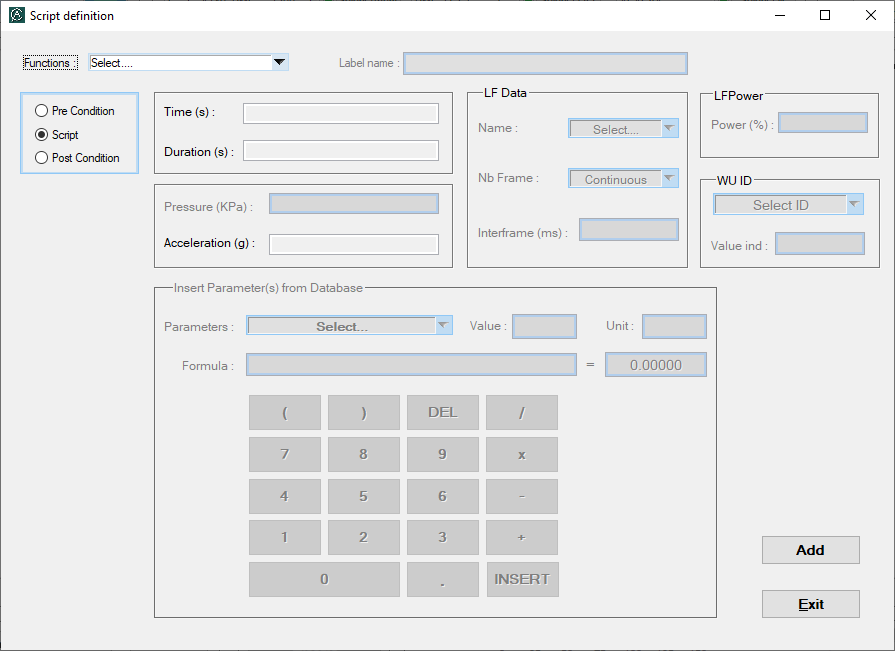 Script definition
Functions : Select.... Label name :
Pre Condition
Script
Post Condition
Time (s) :
Duration (s) :
Pressure (KPa) :
Acceleration (g) :
LF Data
Name : Select....
Nb Frame : Continuous
Interframe (ms) :
LFPower
Power (%) :
WU ID
Select ID
Value ind :
Insert Parameter(s) from Database
Parameters : Select... Value : Unit :
Formula : = 0.00000
( ) DEL /
7 8 9 x
4 5 6 -
1 2 3 +
0 . INSERT
Add
Exit